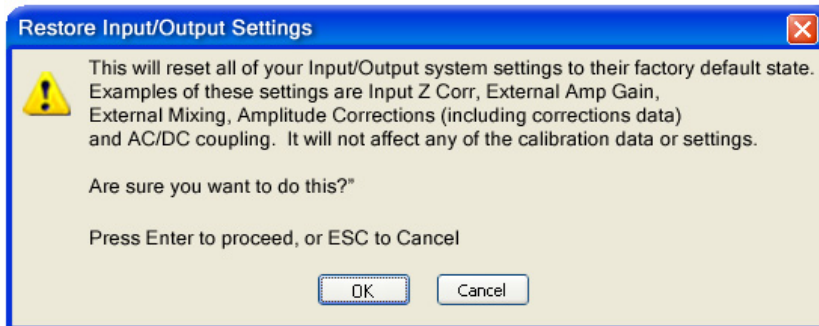 Restore Input/Output Settings
This will reset all of your Input/Output system settings to their factory default state.
Examples of these settings are Input Z Corr, External Amp Gain,
External Mixing, Amplitude Corrections (including corrections data)
and AC/DC coupling.  It will not affect any of the calibration data or settings.
Are sure you want to do this?"
Press Enter to proceed, or ESC to Cancel
OK
Cancel